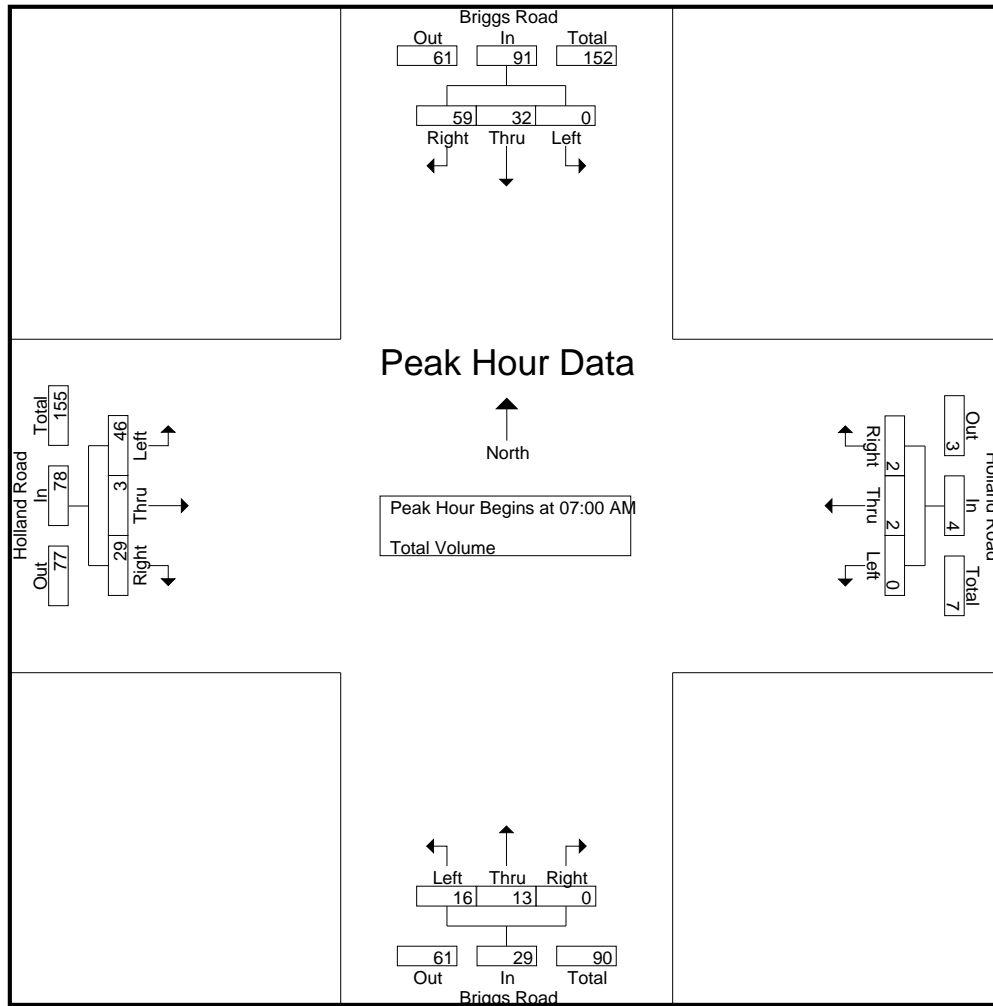 Briggs Road
Out In Total
61 91 152
59 32 0
Right Thru Left
Peak Hour Data
North
Peak Hour Begins at 07:00 AM
Total Volume
Holland Road
Out In Total
77 78 155
Left Thru Right
46 3 29
Holland Road
Out In Total
3 4 7
Right Thru Left
2 2 0
Left Thru Right
16 13 0
61 29 90
Out In Total
Briggs Road